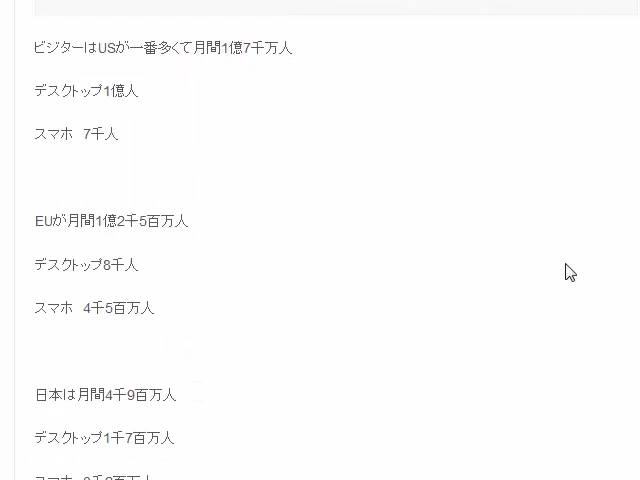 ビジターはUSが一番多くて月間1億7千万人
デスクトップ1億人
スマホ　7千人
EUが月間1億2千5百万人
デスクトップ8千人
スマホ　4千5百万人
日本は月間4千9百万人
デスクトップ1千7百万人